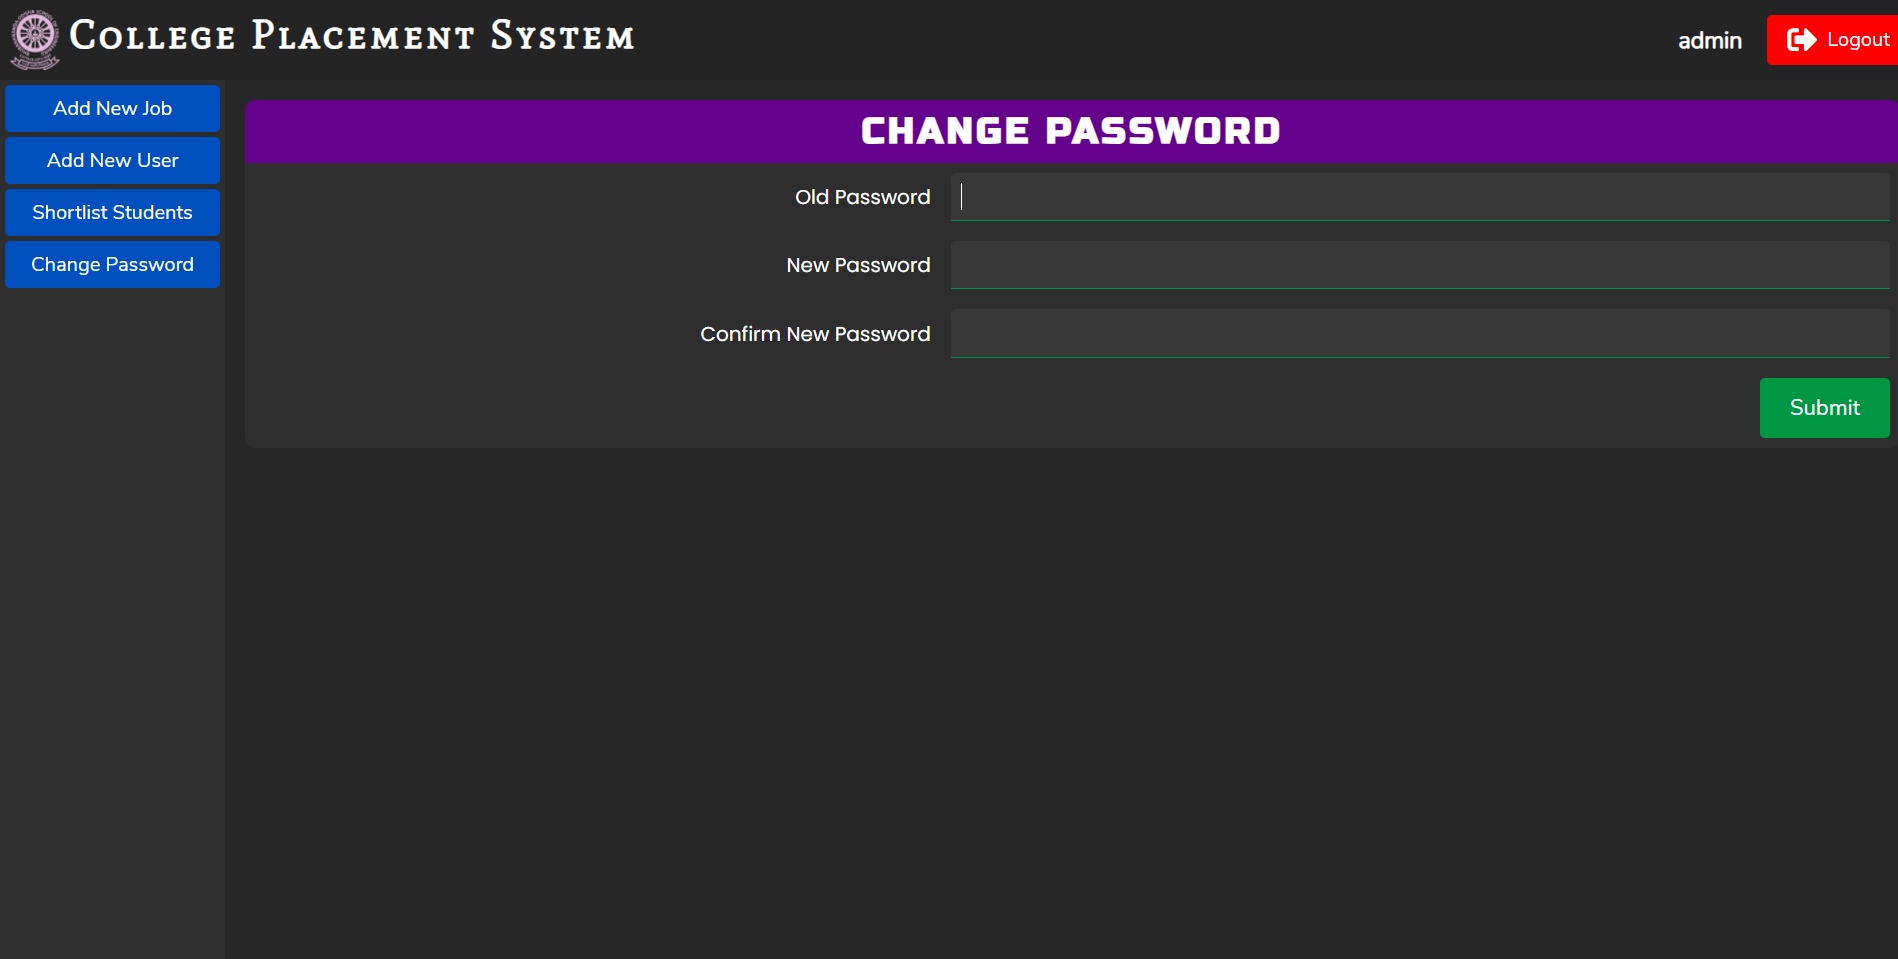 College Placement System
admin
Logout
Add New Job
Add New User
Shortlist Students
Change Password
CHANGE PASSWORD
Old Password
New Password
Confirm New Password
Submit